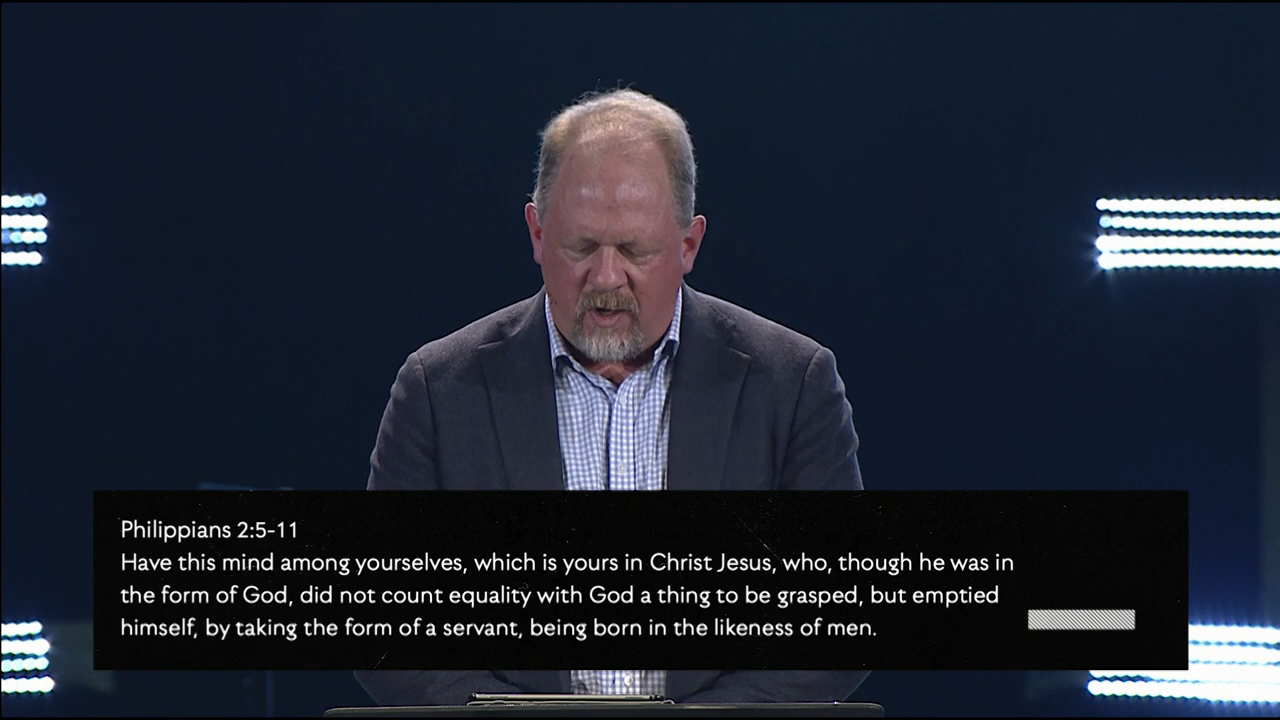 Philippians 2:5-11
Have this mind among yourselves, which is yours in Christ Jesus, who, though he was in
the form of God, did not count equality with God a thing to be grasped, but emptied
himself, by taking the form of a servant, being born in the likeness of men.